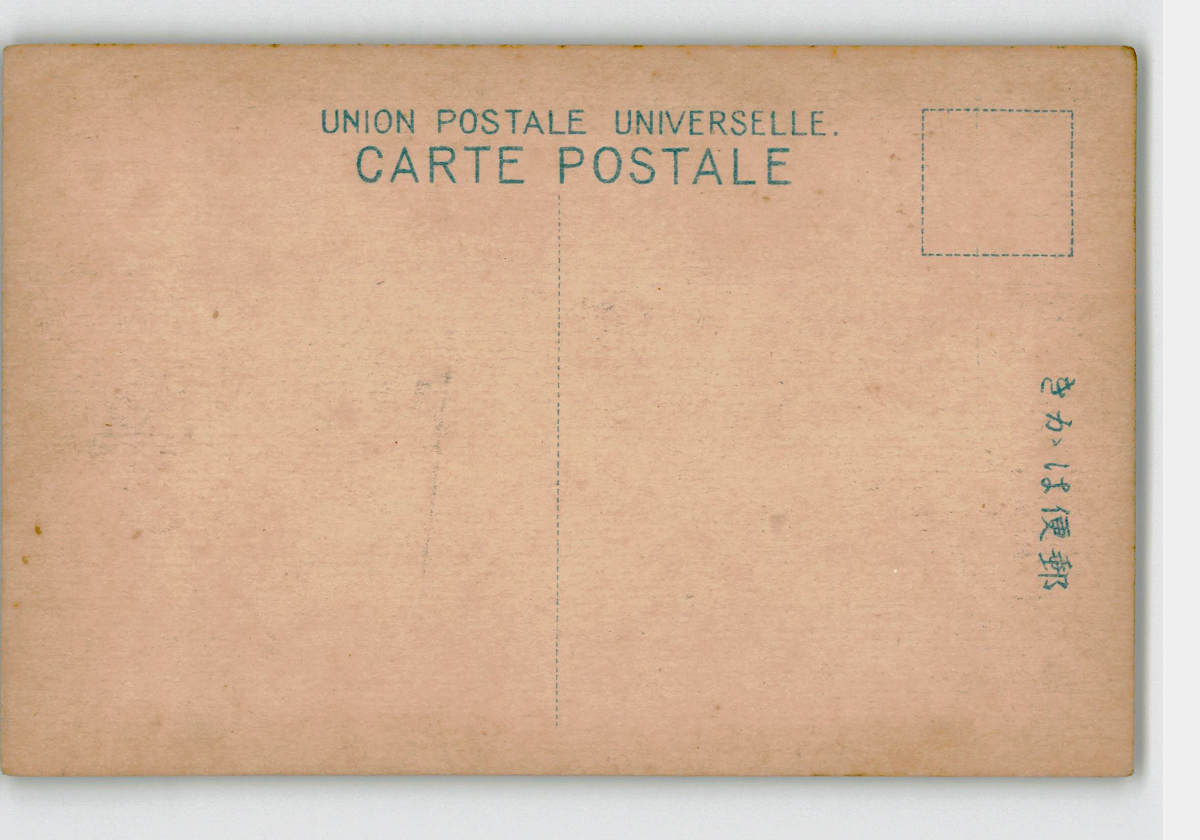 UNION POSTALE UNIVERSELLE.
CARTE POSTALE
郵便はがき